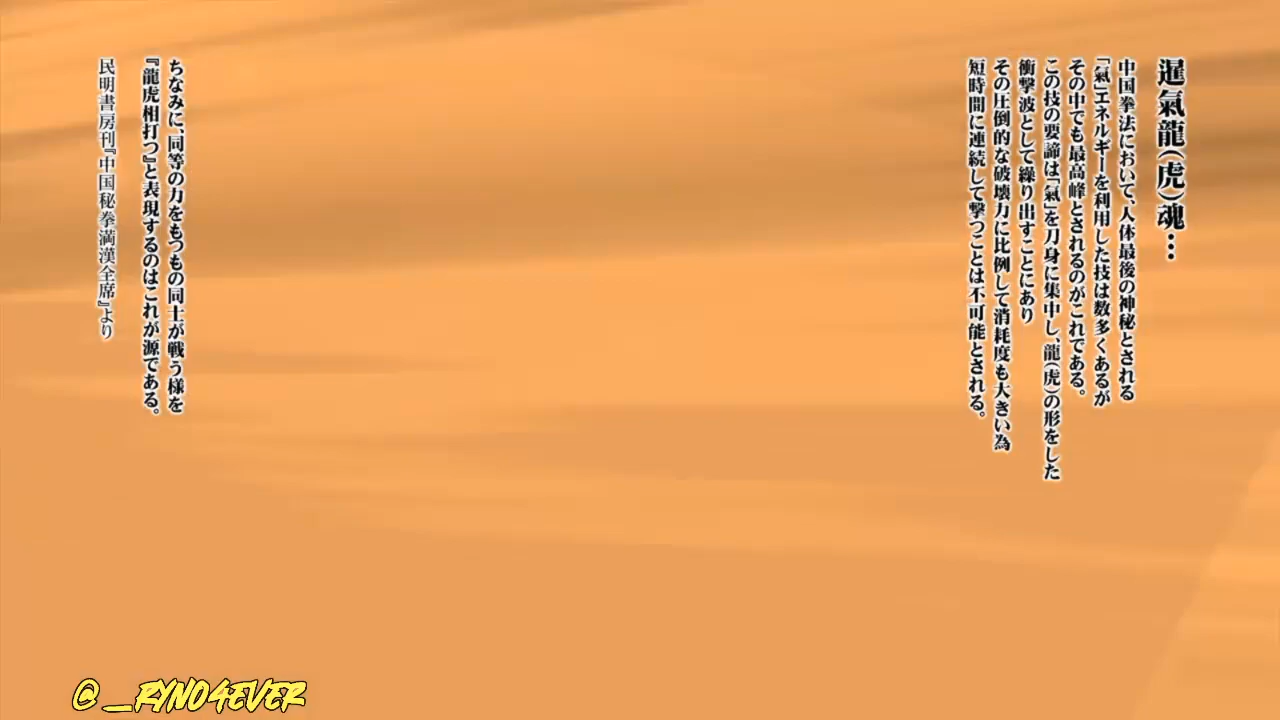 暹氣龍(虎)魂…
中国拳法において、人体最後の神秘とされる
「氣」エネルギーを利用した技は数多くあるが
その中でも最高峰とされるのがこれである。
この技の要諦は「氣」を刀身に集中し、龍(虎)の形をした
衝撃波として繰り出すことにあり
その圧倒的な破壊力に比例して消耗度も大きい為
短時間に連続して撃つことは不可能とされる。
ちなみに、同等の力をもつもの同士が戦う様を
『龍虎相打つ』と表現するのはこれが源である。
民明書房刊『中国秘拳満漢全席』より
@_RYNO4EVER